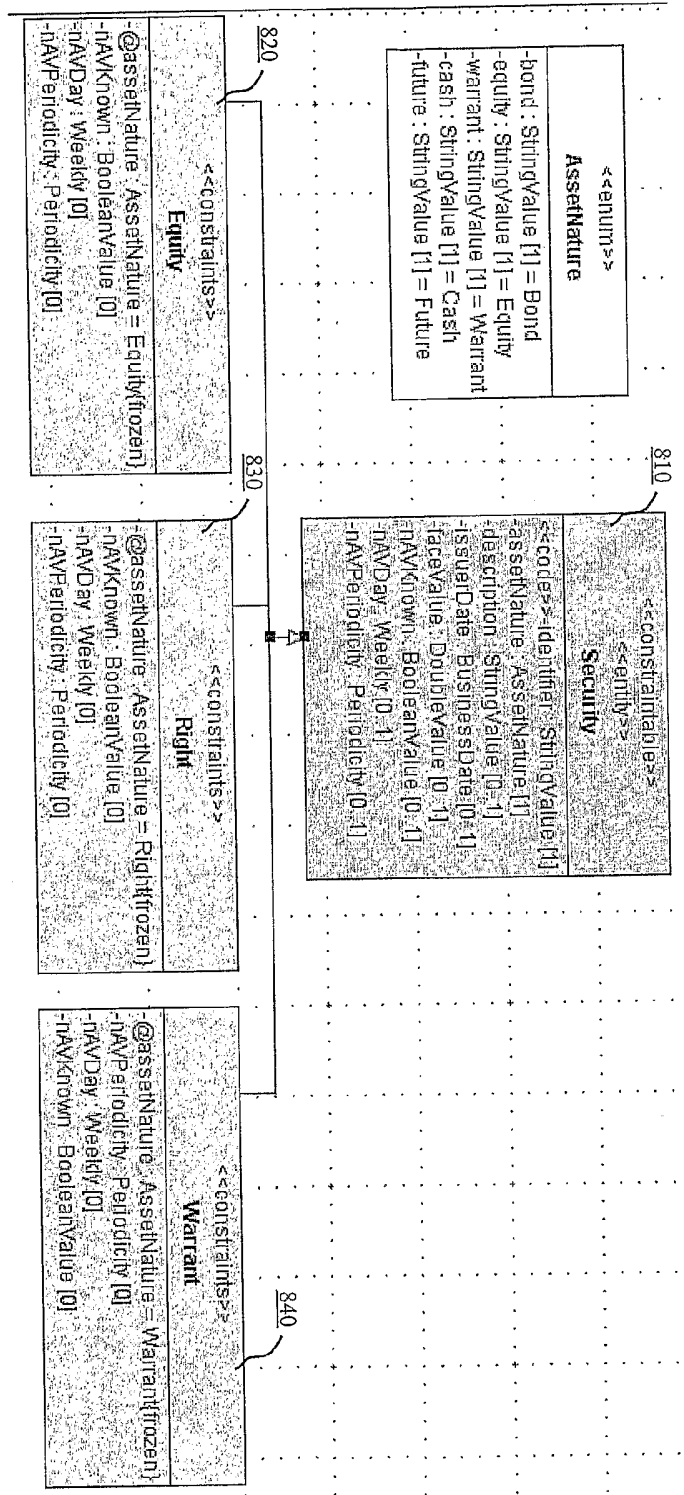 <<enum>>
AssetNature
-bond : StringValue [1] = Bond
-equity : StringValue [1] = Equity
-warrant : StringValue [1] = Warrant
-cash : StringValue [1] = Cash
-future : StringValue [1] = Future
810
<<constraintable>>
<<entity>>
Security
<<code>>-identifier : StringValue [1]
-assetNature : AssetNature [1]
-description : StringValue [0..1]
-issuerDate : BusinessDate [0..1]
-faceValue : DoubleValue [0..1]
-nAVKnown : BooleanValue [0..1]
-nAVDay : Weekly [0..1]
-nAVPeriodicity : Periodicity [0..1]
820
<<constraints>>
Equity
-@assetNature : AssetNature = Equity{frozen}
-nAVKnown : BooleanValue [0]
-nAVDay : Weekly [0]
-nAVPeriodicity : Periodicity [0]
830
<<constraints>>
Right
-@assetNature : AssetNature = Right{frozen}
-nAVKnown : BooleanValue [0]
-nAVDay : Weekly [0]
-nAVPeriodicity : Periodicity [0]
840
<<constraints>>
Warrant
-@assetNature : AssetNature = Warrant{frozen}
-nAVPeriodicity : Periodicity [0]
-nAVDay : Weekly [0]
-nAVKnown : BooleanValue [0]